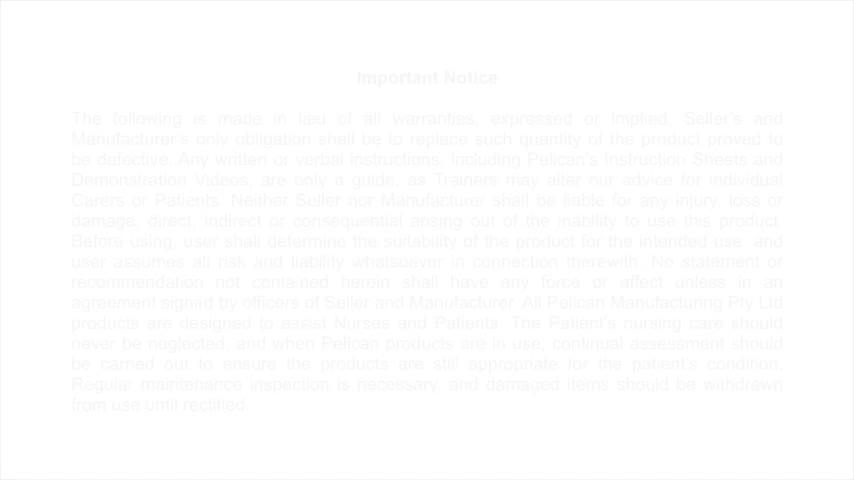 Important Notice
The following is made in lieu of all warranties, expressed or implied, Seller's and
Manufacturer's only obligation shall be to replace such quantity of the product proved to
be defective. Any written or verbal instructions, including Pelican's Instruction Sheets and
Demonstration Videos, are only a guide, as Trainers may alter our advice for individual
Carers or Patients. Neither Seller nor Manufacturer shall be liable for any injury, loss or
damage, direct, indirect or consequential arising out of the inability to use this product.
Before using, user shall determine the suitability of the product for the intended use, and
user assumes all risk and liability whatsoever in connection therewith. No statement or
recommendation not contained herein shall have any force or affect unless in an
agreement signed by officers of Seller and Manufacturer. All Pelican Manufacturing Pty Ltd
products are designed to assist Nurses and Patients. The Patient's nursing care should
never be neglected, and when Pelican products are in use, continual assessment should
be carried out to ensure the products are still appropriate for the patient's condition.
Regular maintenance inspection is necessary, and damaged items should be withdrawn
from use until rectified.